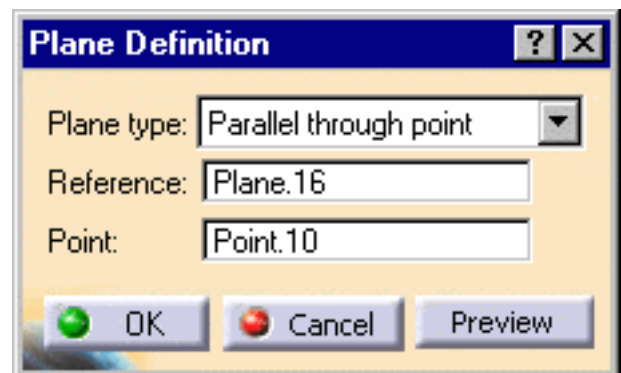 Plane Definition ? X
Plane type: Parallel through point
Reference: Plane.16
Point: Point.10
OK Cancel Preview